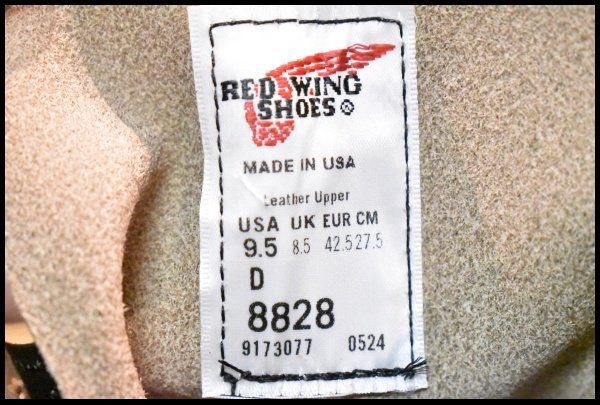 RED WING
SHOES
MADE IN USA
Leather Upper
USA UK EUR CM
9.5 8.5 42.5 27.5
D
8828
9173077 0524